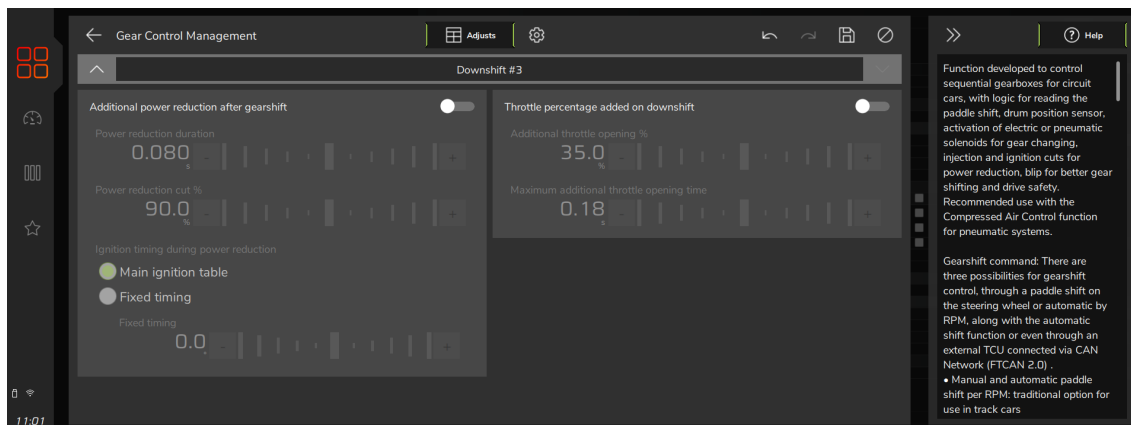 Gear Control Management
Adjusts
Help
Downshift #3
Additional power reduction after gearshift
Power reduction duration
0.080
s
-
+
Power reduction cut %
90.0
%
-
+
Ignition timing during power reduction
Main ignition table
Fixed timing
Fixed timing
0.0
°
-
+
Throttle percentage added on downshift
Additional throttle opening %
35.0
%
-
+
Maximum additional throttle opening time
0.18
s
-
+
Function developed to control
sequential gearboxes for circuit
cars, with logic for reading the
paddle shift, drum position sensor,
activation of electric or pneumatic
solenoids for gear changing,
injection and ignition cuts for
power reduction, blip for better gear
shifting and drive safety.
Recommended use with the
Compressed Air Control function
for pneumatic systems.
Gearshift command: There are
three possibilities for gearshift
control, through a paddle shift on
the steering wheel or automatic by
RPM, along with the automatic
shift function or even through an
external TCU connected via CAN
Network (FTCAN 2.0) .
• Manual and automatic paddle
shift per RPM: traditional option for
use in track cars
11:01